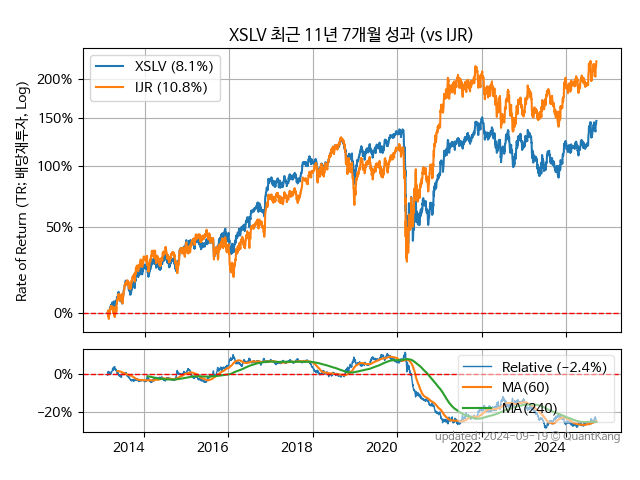 XSLV 최근 11년 7개월 성과 (vs IJR)
Rate of Return (TR; 배당재투자, Log)
200%
150%
100%
50%
0%
XSLV (8.1%)
IJR (10.8%)
0%
−20%
Relative (−2.4%)
MA(60)
MA(240)
updated: 2024-09-19 © QuantKang
2014
2016
2018
2020
2022
2024